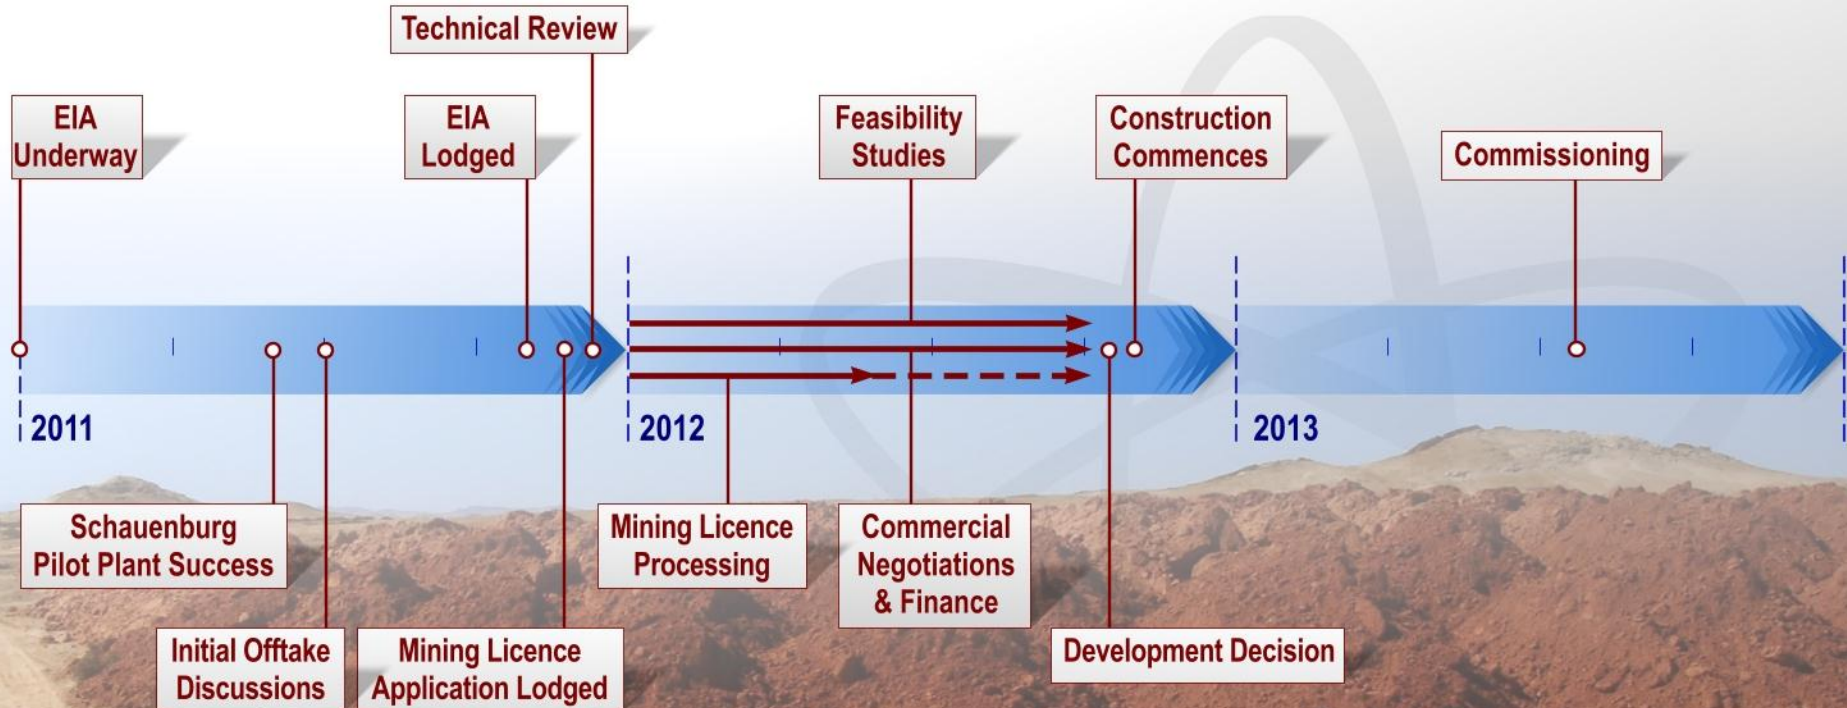 Technical Review
EIA
Underway
EIA
Lodged
Feasibility
Studies
Construction
Commences
Commissioning
2011
2012
2013
Schauenburg
Pilot Plant Success
Mining Licence
Processing
Commercial
Negotiations
& Finance
Initial Offtake
Discussions
Mining Licence
Application Lodged
Development Decision